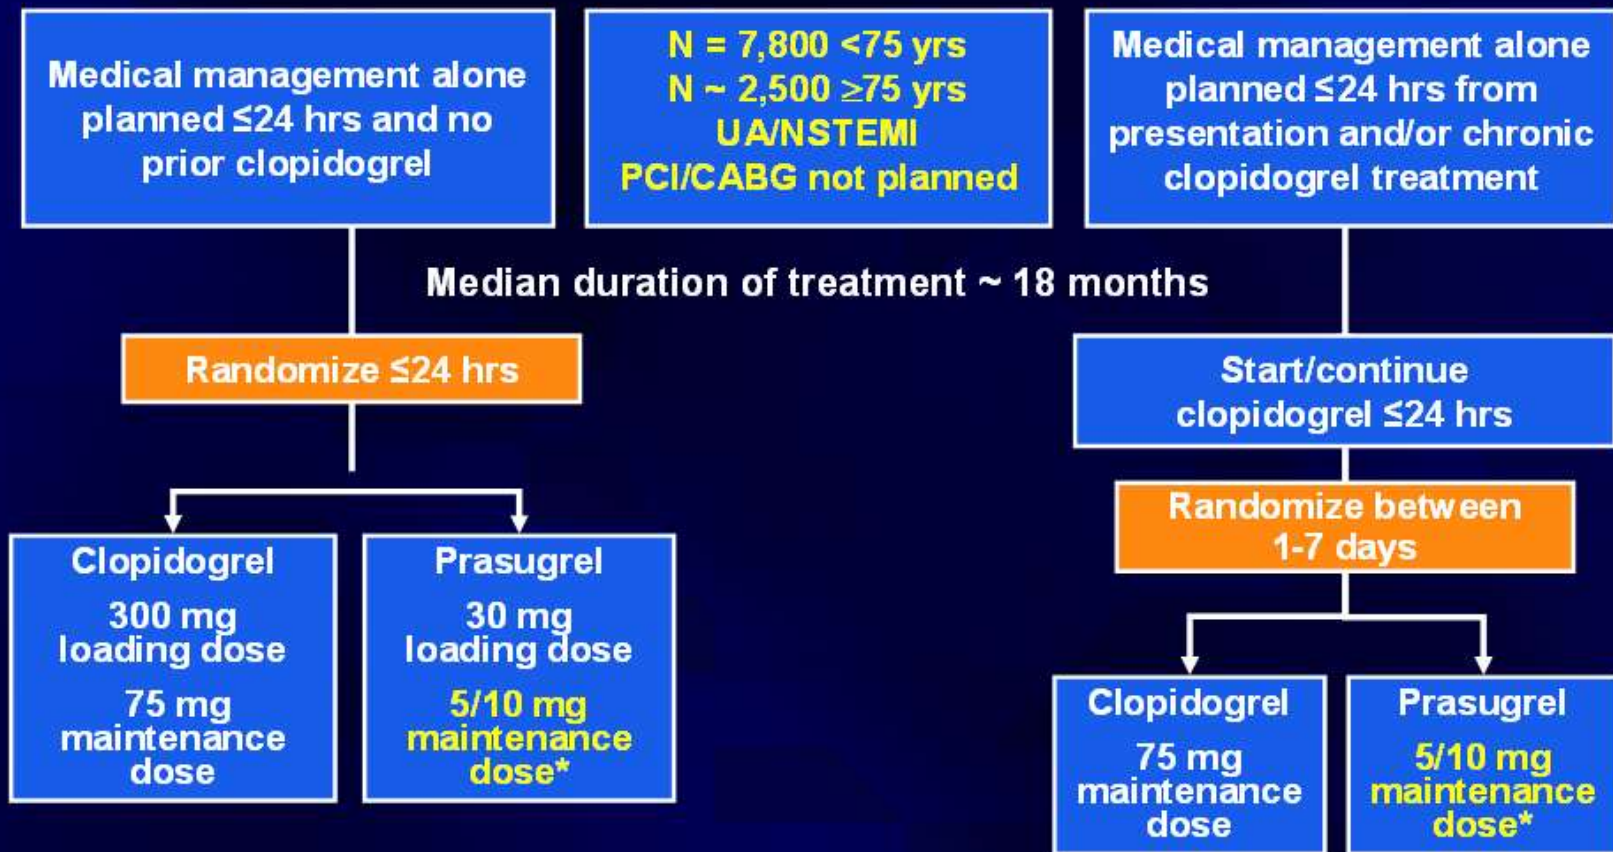 Medical management alone
planned ≤24 hrs and no
prior clopidogrel
N = 7,800 <75 yrs
N ~ 2,500 ≥75 yrs
UA/NSTEMI
PCI/CABG not planned
Medical management alone
planned ≤24 hrs from
presentation and/or chronic
clopidogrel treatment
Median duration of treatment ~ 18 months
Randomize ≤24 hrs
Start/continue
clopidogrel ≤24 hrs
Randomize between
1-7 days
Clopidogrel
300 mg
loading dose
75 mg
maintenance
dose
Prasugrel
30 mg
loading dose
5/10 mg
maintenance
dose*
Clopidogrel
75 mg
maintenance
dose
Prasugrel
5/10 mg
maintenance
dose*